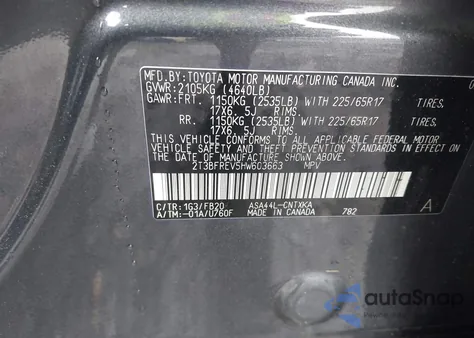 MFD.BY:TOYOTA MOTOR MANUFACTURING CANADA INC.
GVWR:2105KG (4640LB)
GAWR:FRT. 1150KG (2535LB) WITH 225/65R17 TIRES,
17X6. 5J RIMS,
RR. 1150KG (2535LB) WITH 225/65R17 TIRES,
17X6. 5J RIMS,
THIS VEHICLE CONFORMS TO ALL APPLICABLE FEDERAL MOTOR
VEHICLE SAFETY STANDARDS IN EFFECT ON THE DATE OF
MANUFACTURE SHOWN ABOVE.
2T3BFREV5HW603663 MPV
C/TR:1G3/FB20 ASA44L-CNTXKA A
A/TM:-01A/U760F MADE IN CANADA 782
autoSnap